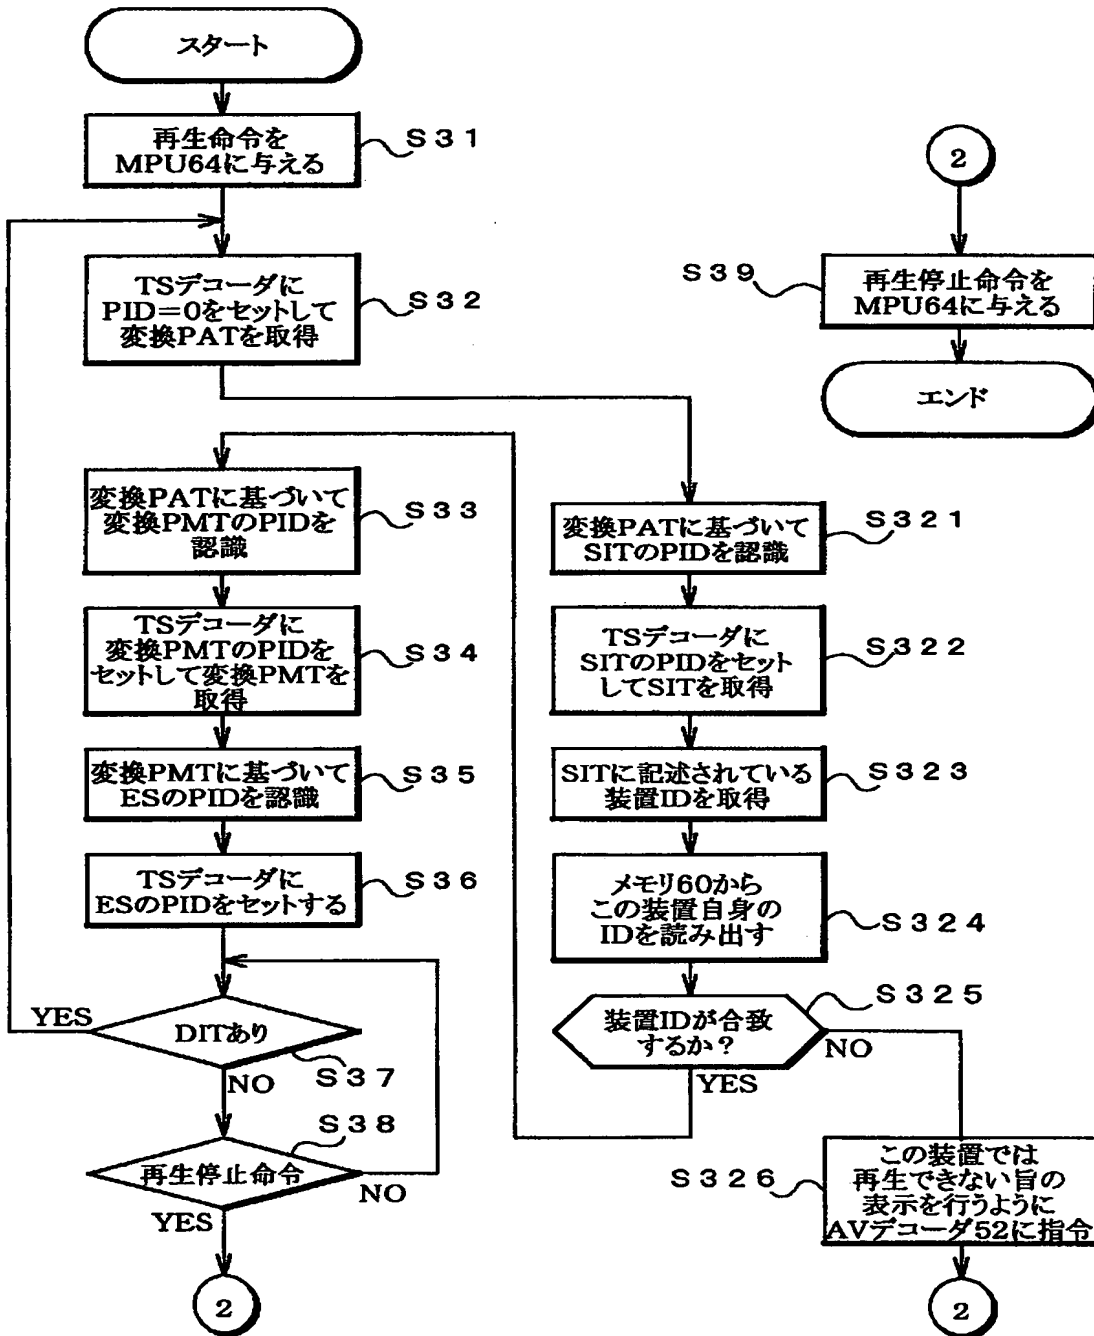 スタート
再生命令を
MPU64に与える
S31
TSデコーダに
PID=0をセットして
変換PATを取得
S32
変換PATに基づいて
変換PMTのPIDを
認識
S33
TSデコーダに
変換PMTのPIDを
セットして変換PMTを
取得
S34
変換PMTに基づいて
ESのPIDを認識
S35
TSデコーダに
ESのPIDをセットする
S36
DITあり
YES
NO
S37
再生停止命令
S38
NO
YES
2
変換PATに基づいて
SITのPIDを認識
S321
TSデコーダに
SITのPIDをセット
してSITを取得
S322
SITに記述されている
装置IDを取得
S323
メモリ60から
この装置自身の
IDを読み出す
S324
装置IDが合致
するか?
S325
NO
YES
この装置では
再生できない旨の
表示を行うように
AVデコーダ52に指令
S326
2
2
再生停止命令を
MPU64に与える
S39
エンド